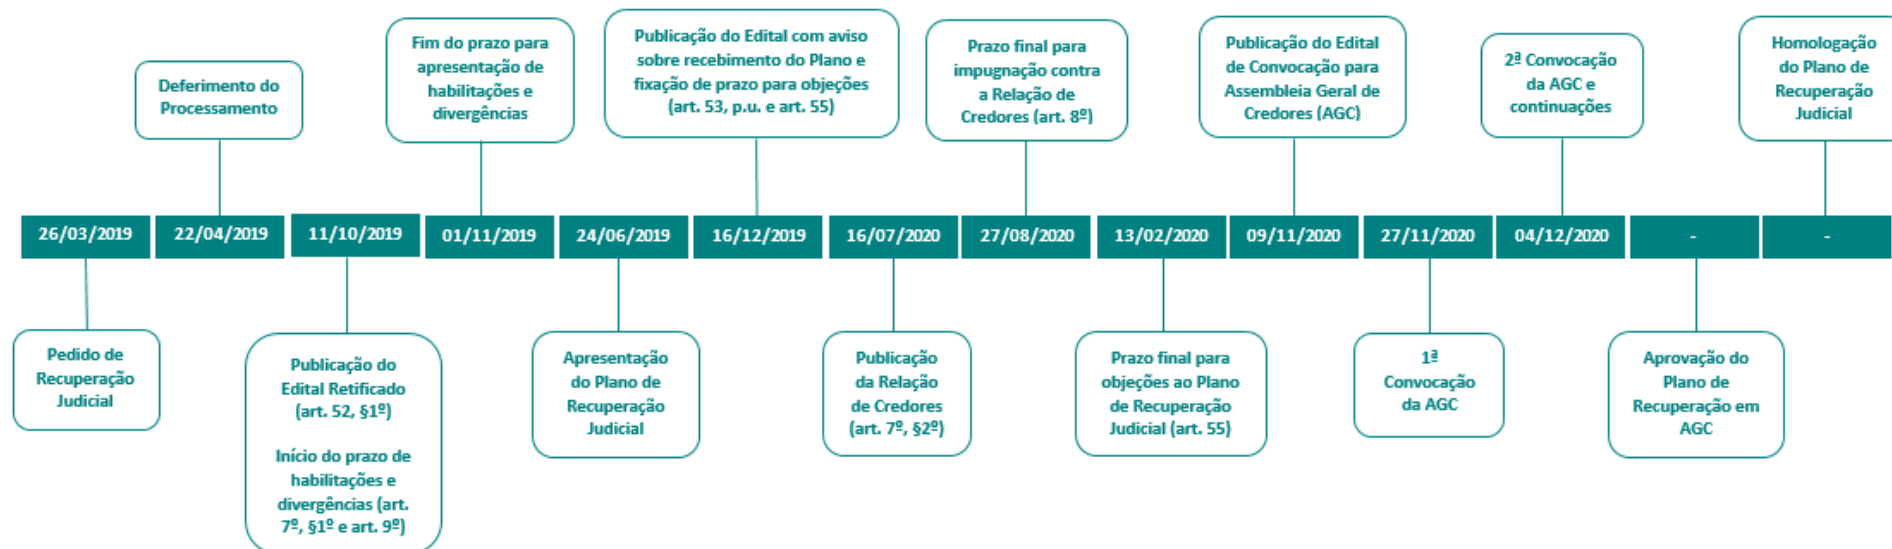 Deferimento do
Processamento
Fim do prazo para
apresentação de
habilitações e
divergências
Publicação do Edital com aviso
sobre recebimento do Plano e
fixação de prazo para objeções
(art. 53, p.u. e art. 55)
Prazo final para
impugnação contra
a Relação de
Credores (art. 8º)
Publicação do Edital
de Convocação para
Assembleia Geral de
Credores (AGC)
2ª Convocação
da AGC e
continuações
Homologação
do Plano de
Recuperação
Judicial
26/03/2019
22/04/2019
11/10/2019
01/11/2019
24/06/2019
16/12/2019
16/07/2020
27/08/2020
13/02/2020
09/11/2020
27/11/2020
04/12/2020
-
-
Pedido de
Recuperação
Judicial
Publicação do
Edital Retificado
(art. 52, §1º)
Início do prazo de
habilitações e
divergências (art.
7º, §1º e art. 9º)
Apresentação
do Plano de
Recuperação
Judicial
Publicação
da Relação
de Credores
(art. 7º, §2º)
Prazo final para
objeções ao Plano
de Recuperação
Judicial (art. 55)
1ª
Convocação
da AGC
Aprovação do
Plano de
Recuperação em
AGC